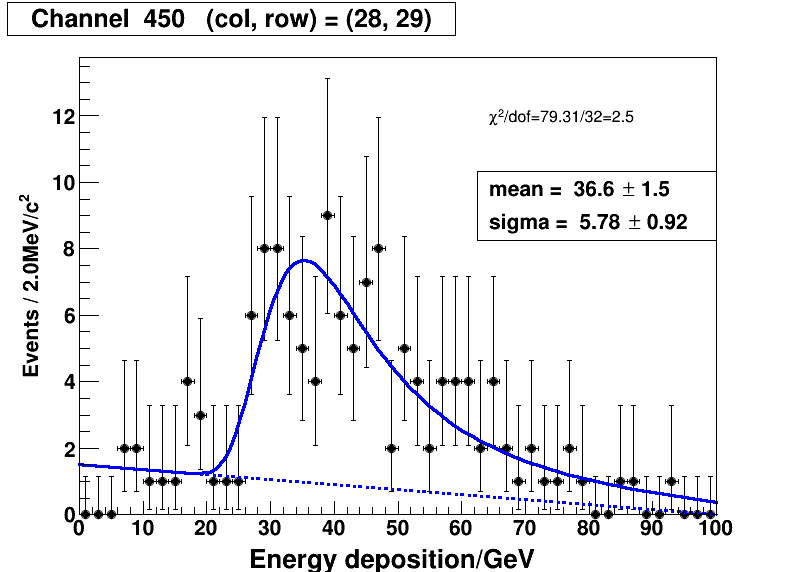 Channel 450 (col, row) = (28, 29)
χ²/dof=79.31/32=2.5
mean = 36.6 ± 1.5
sigma = 5.78 ± 0.92
Events / 2.0MeV/c²
12
10
8
6
4
2
0
0 10 20 30 40 50 60 70 80 90 100
Energy deposition/GeV